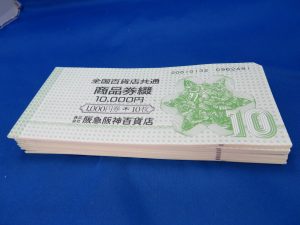 全国百貨店共通
商品券綴
10,000円
1,000円券 10枚
株式会社 阪急阪神百貨店
10